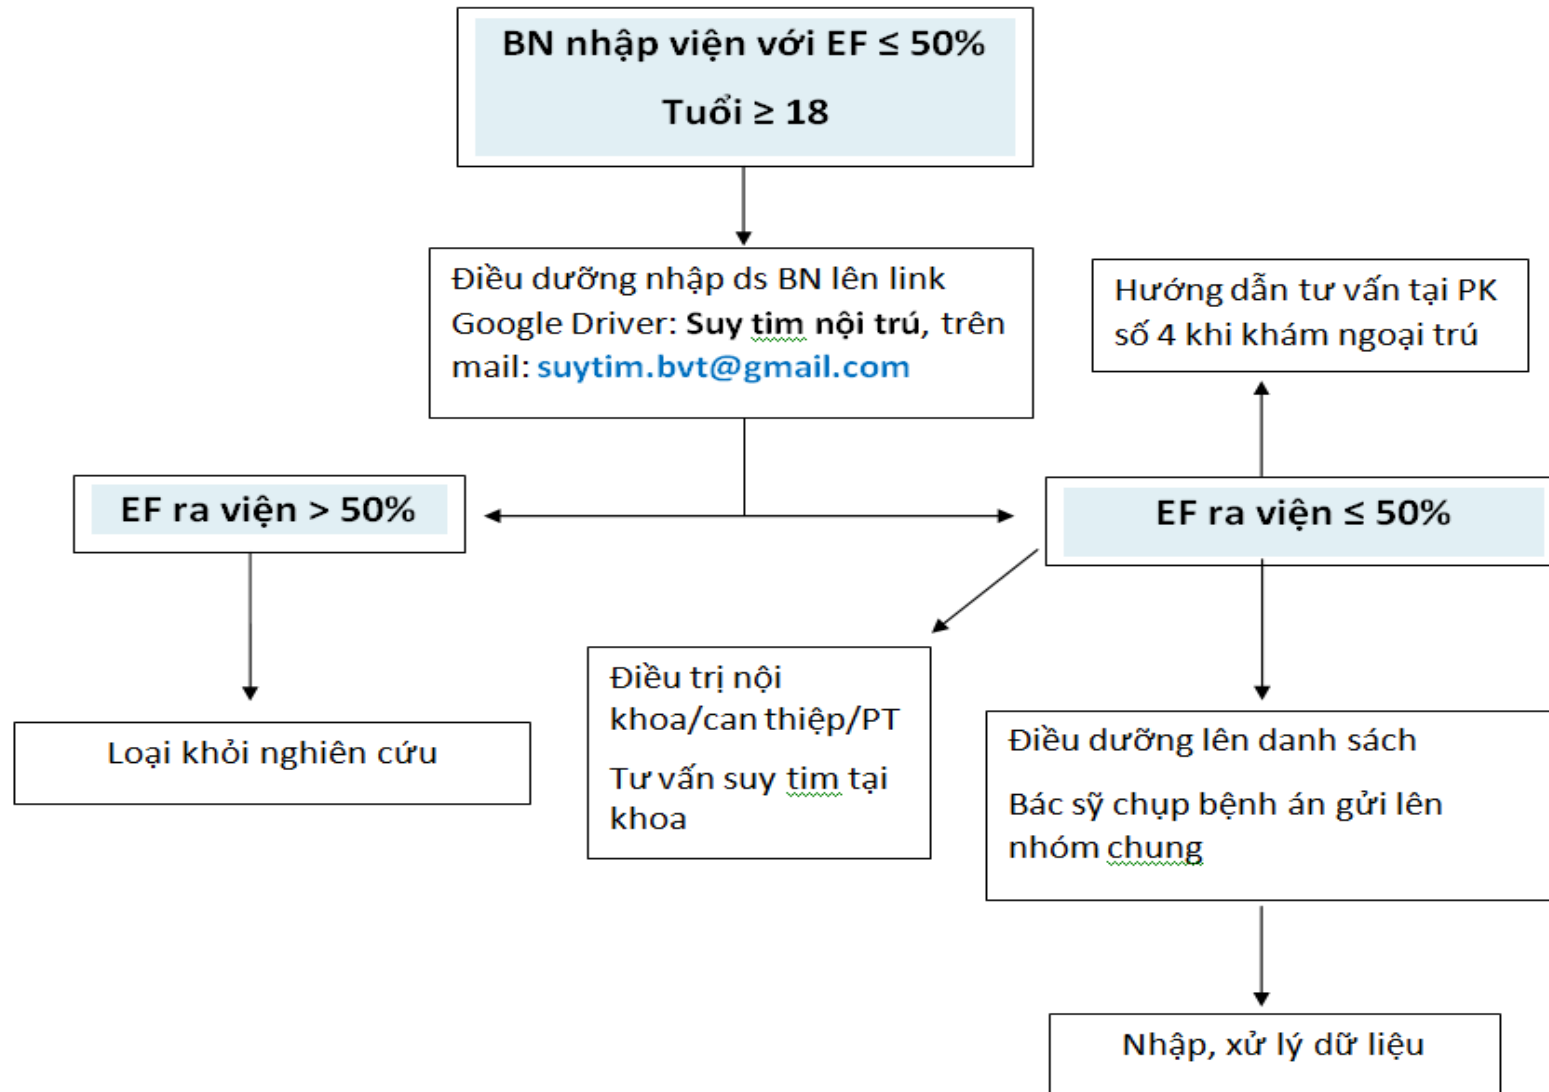 BN nhập viện với EF ≤ 50%
Tuổi ≥ 18
Điều dưỡng nhập ds BN lên link
Google Driver: Suy tim nội trú, trên
mail: suytim.bvt@gmail.com
Hướng dẫn tư vấn tại PK
số 4 khi khám ngoại trú
EF ra viện > 50%
EF ra viện ≤ 50%
Loại khỏi nghiên cứu
Điều trị nội
khoa/can thiệp/PT
Tư vấn suy tim tại
khoa
Điều dưỡng lên danh sách
Bác sỹ chụp bệnh án gửi lên
nhóm chung
Nhập, xử lý dữ liệu